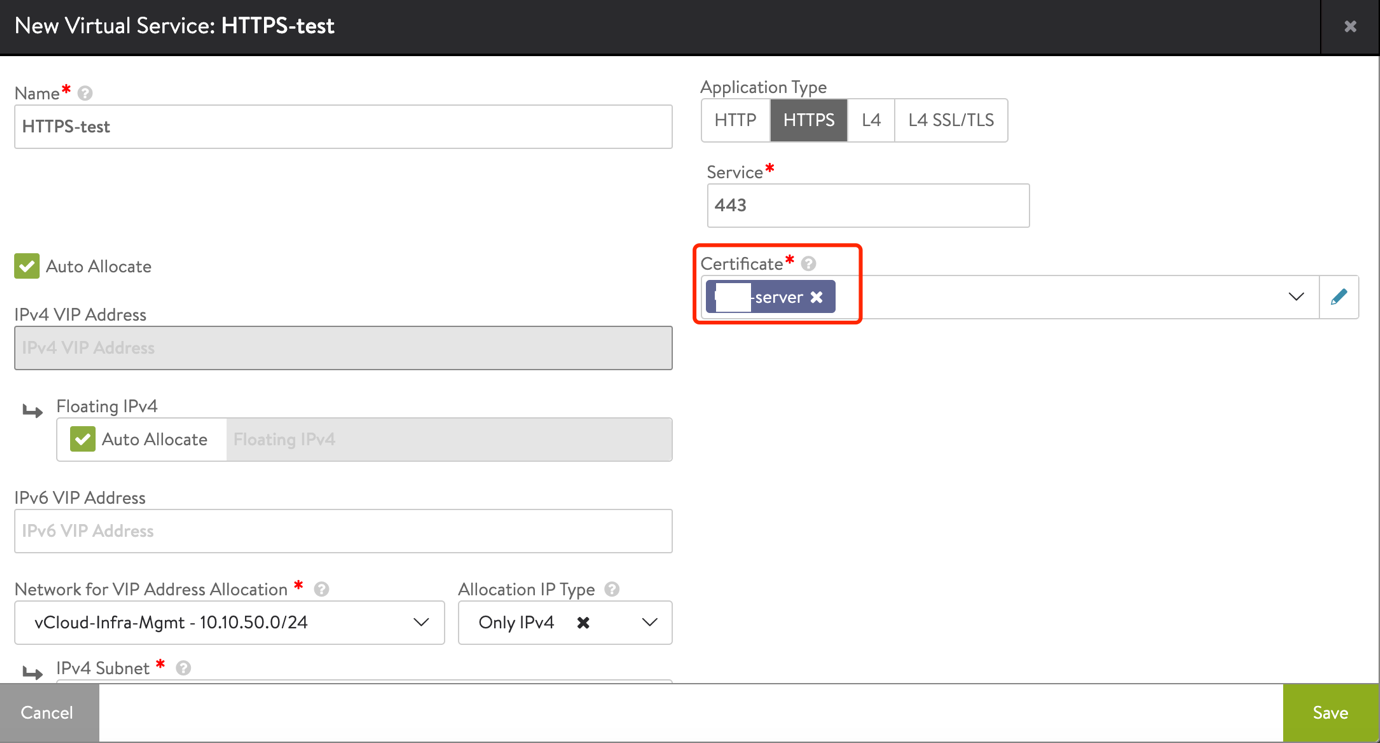 New Virtual Service: HTTPS-test
Name*
HTTPS-test
Auto Allocate
IPv4 VIP Address
IPv4 VIP Address
Floating IPv4
Auto Allocate
Floating IPv4
IPv6 VIP Address
IPv6 VIP Address
Network for VIP Address Allocation *
vCloud-Infra-Mgmt - 10.10.50.0/24
Allocation IP Type
Only IPv4
IPv4 Subnet *
Application Type
HTTP HTTPS L4 L4 SSL/TLS
Service*
443
Certificate*
-server
Cancel
Save